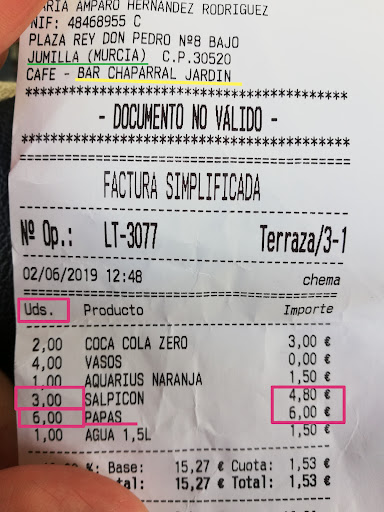 MARIA AMPARO HERNANDEZ RODRIGUEZ
NIF: 48468955 C
PLAZA REY DON PEDRO Nº8 BAJO
JUMILLA (MURCIA) C.P.30520
CAFE - BAR CHAPARRAL JARDIN
****************************************
- DOCUMENTO NO VÁLIDO -
****************************************
FACTURA SIMPLIFICADA
Nº Op.: LT-3077 Terraza/3-1
02/06/2019 12:48 chema
Uds. Producto Importe
2,00 COCA COLA ZERO 3,00 €
4,00 VASOS 0,00 €
1,00 AQUARIUS NARANJA 1,50 €
3,00 SALPICON 4,80 €
6,00 PAPAS 6,00 €
1,00 AGUA 1,5L 1,50 €
%: Base: 15,27 € Cuota: 1,53 €
15,27 € Total: 1,53 €